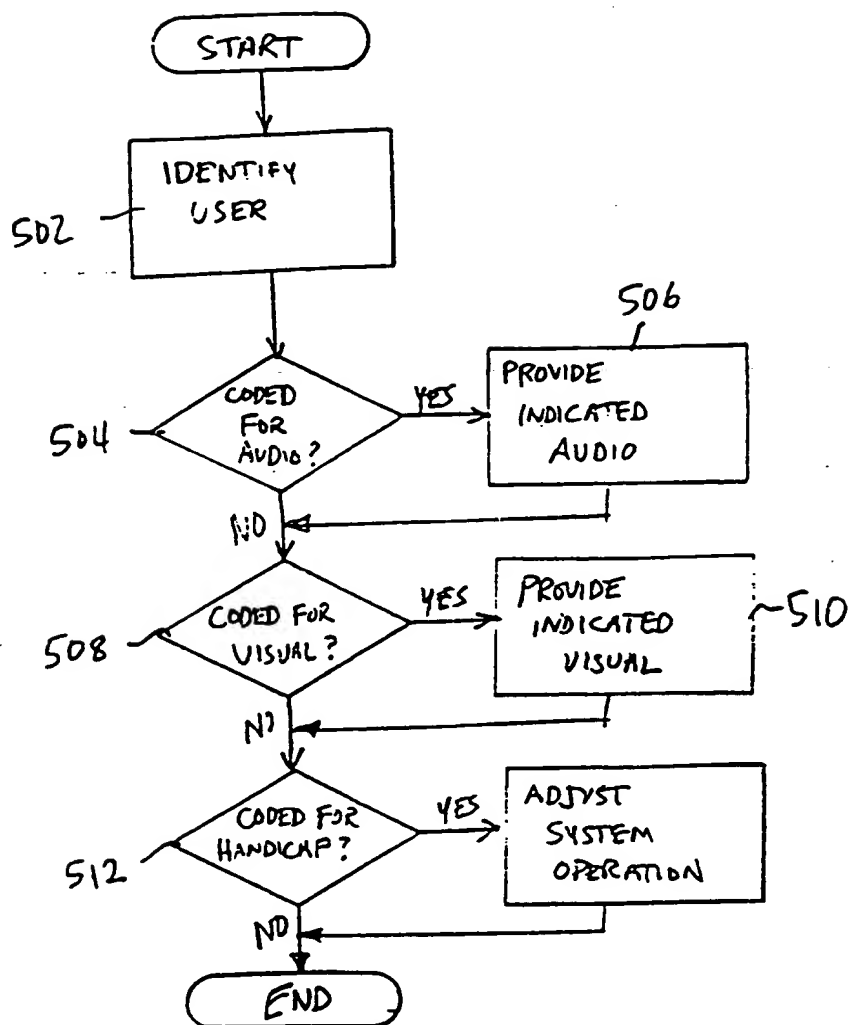 START
IDENTIFY
USER
502
506
CODED
FOR
AUDIO?
504
YES
PROVIDE
INDICATED
AUDIO
NO
CODED FOR
VISUAL?
508
YES
PROVIDE
INDICATED
VISUAL
510
NO
CODED FOR
HANDICAP?
512
YES
ADJUST
SYSTEM
OPERATION
NO
END